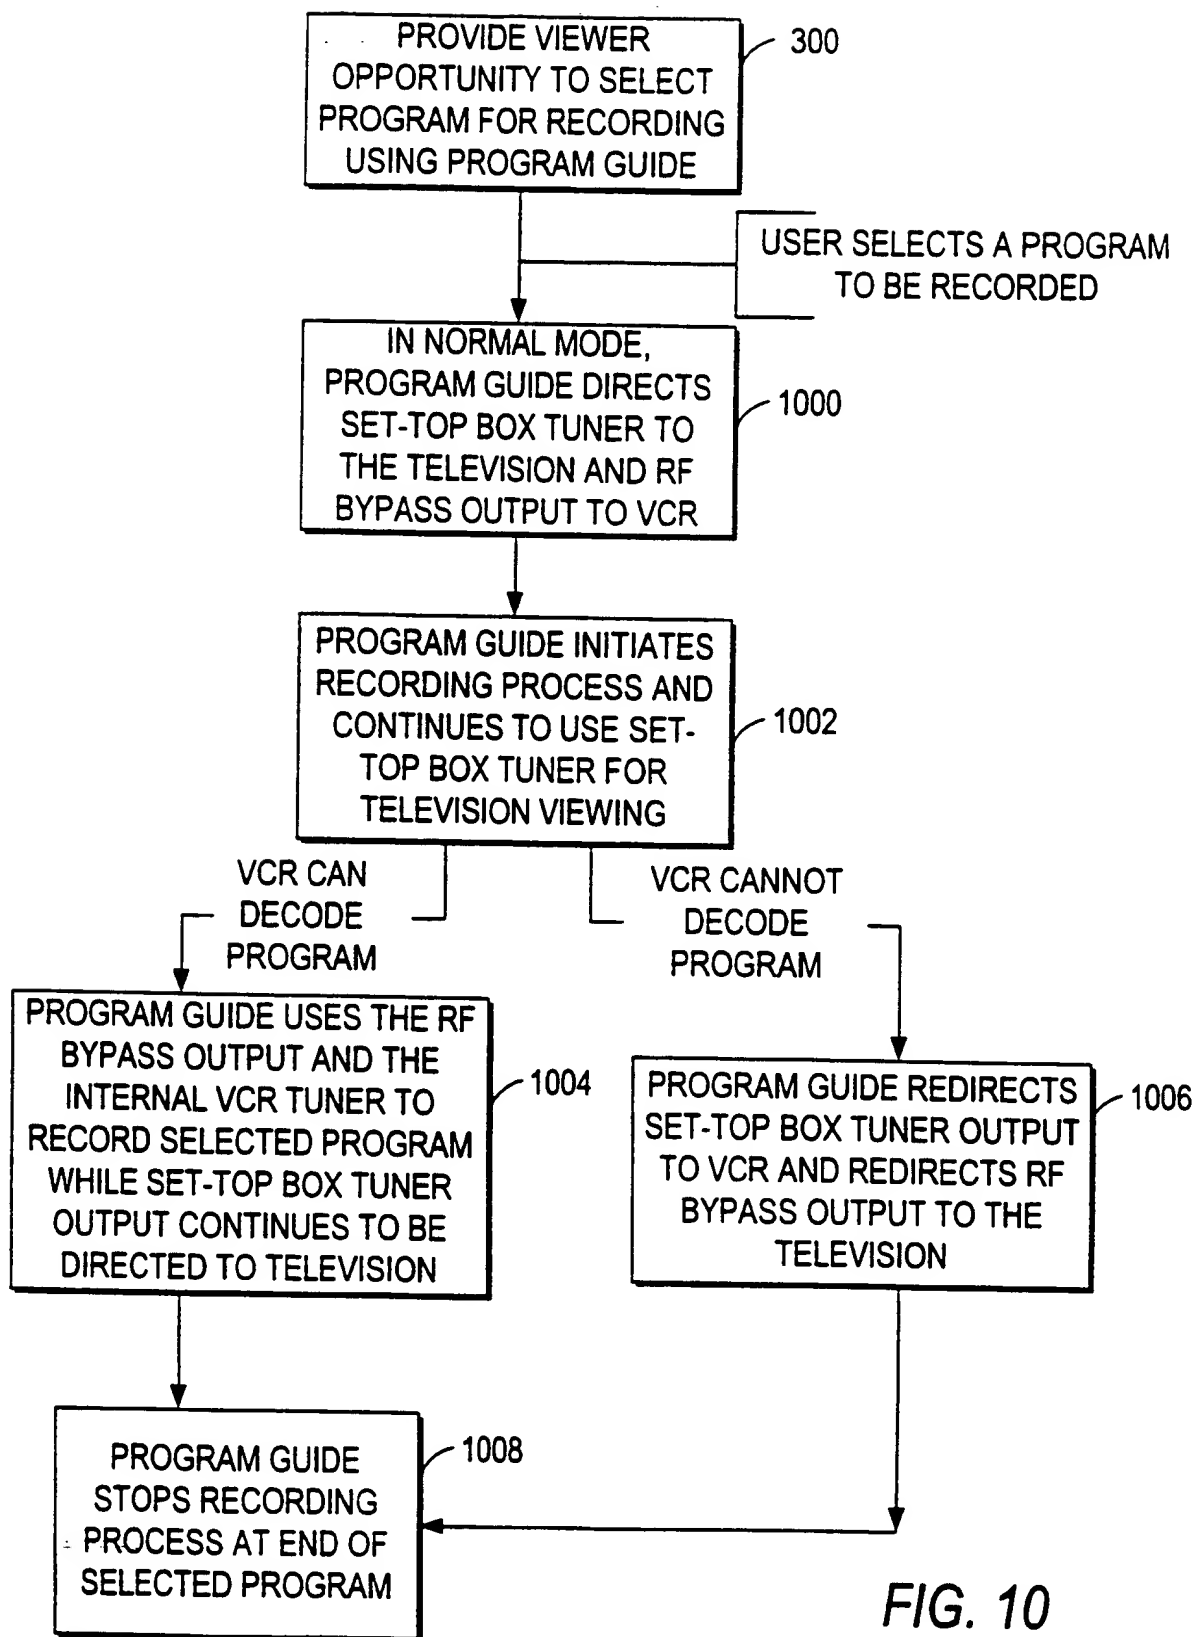 PROVIDE VIEWER
OPPORTUNITY TO SELECT
PROGRAM FOR RECORDING
USING PROGRAM GUIDE
300
USER SELECTS A PROGRAM
TO BE RECORDED
IN NORMAL MODE,
PROGRAM GUIDE DIRECTS
SET-TOP BOX TUNER TO
THE TELEVISION AND RF
BYPASS OUTPUT TO VCR
1000
PROGRAM GUIDE INITIATES
RECORDING PROCESS AND
CONTINUES TO USE SET-
TOP BOX TUNER FOR
TELEVISION VIEWING
1002
VCR CAN
DECODE
PROGRAM
VCR CANNOT
DECODE
PROGRAM
PROGRAM GUIDE USES THE RF
BYPASS OUTPUT AND THE
INTERNAL VCR TUNER TO
RECORD SELECTED PROGRAM
WHILE SET-TOP BOX TUNER
OUTPUT CONTINUES TO BE
DIRECTED TO TELEVISION
1004
PROGRAM GUIDE REDIRECTS
SET-TOP BOX TUNER OUTPUT
TO VCR AND REDIRECTS RF
BYPASS OUTPUT TO THE
TELEVISION
1006
PROGRAM GUIDE
STOPS RECORDING
PROCESS AT END OF
SELECTED PROGRAM
1008
FIG. 10